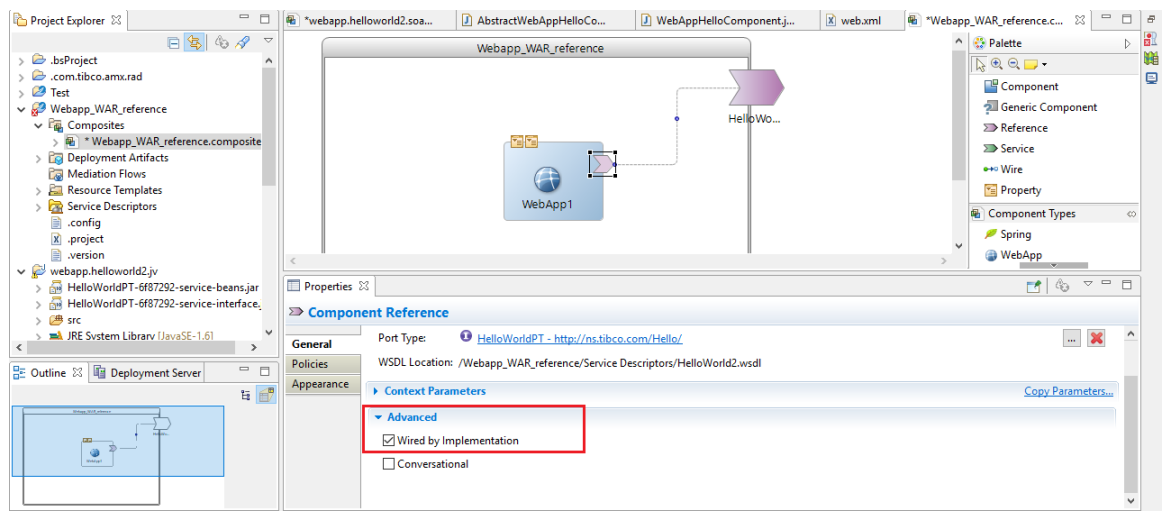 Project Explorer
.bsProject
.com.tibco.amx.rad
Test
Webapp_WAR_reference
Composites
* Webapp_WAR_reference.composite
Deployment Artifacts
Mediation Flows
Resource Templates
Service Descriptors
.config
.project
.version
webapp.helloworld2.jv
HelloWorldPT-6f87292-service-beans.jar
HelloWorldPT-6f87292-service-interface.
src
JRE System Library [JavaSE-1.6]
Outline
Deployment Server
Webapp_WAR_reference
WebApp1
*webapp.helloworld2.soa...
AbstractWebAppHelloCo...
WebAppHelloComponent.j...
web.xml
*Webapp_WAR_reference.c...
Webapp_WAR_reference
HelloWo...
WebApp1
Palette
Component
Generic Component
Reference
Service
Wire
Property
Component Types
Spring
WebApp
Properties
Component Reference
General
Policies
Appearance
Port Type: HelloWorldPT - http://ns.tibco.com/Hello/
...
WSDL Location: /Webapp_WAR_reference/Service Descriptors/HelloWorld2.wsdl
Context Parameters
Copy Parameters...
Advanced
Wired by Implementation
Conversational